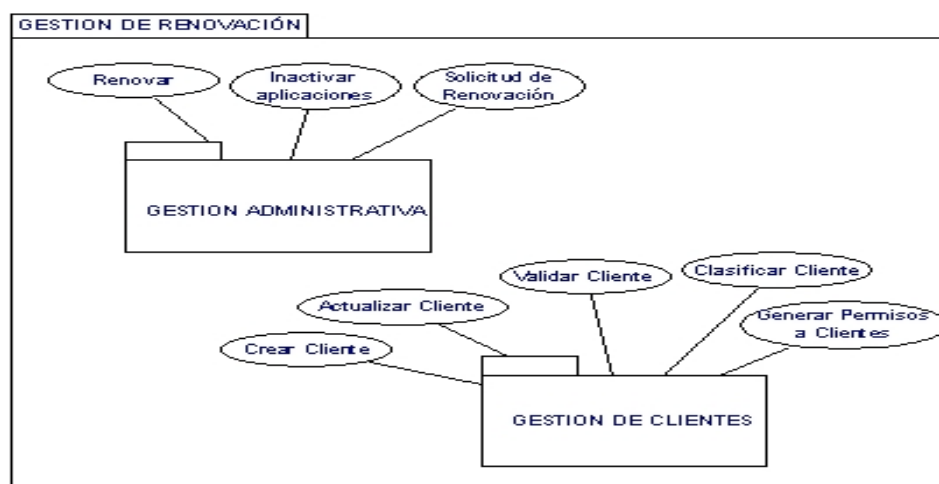 GESTION DE RENOVACIÓN
Renovar
Inactivar
aplicaciones
Solicitud de
Renovación
GESTION ADMINISTRATIVA
Validar Cliente
Clasificar Cliente
Actualizar Cliente
Generar Permisos
a Clientes
Crear Cliente
GESTION DE CLIENTES